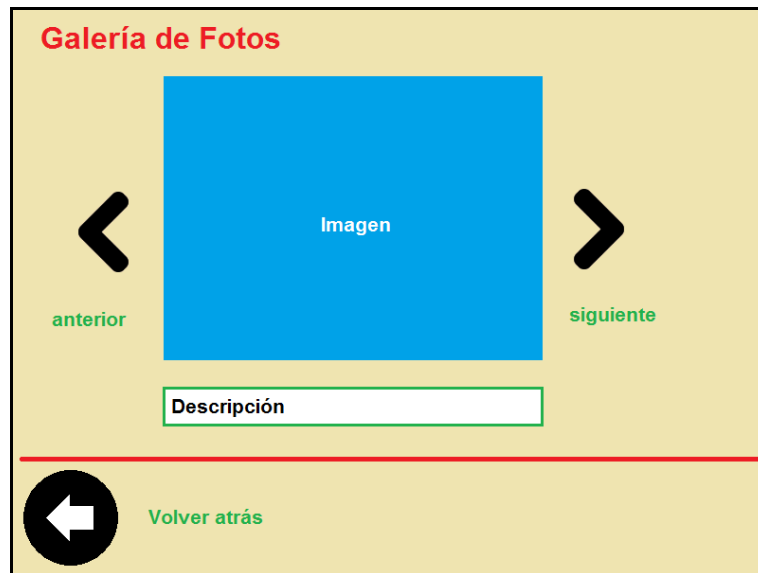 Galería de Fotos
Imagen
anterior
siguiente
Descripción
Volver atrás